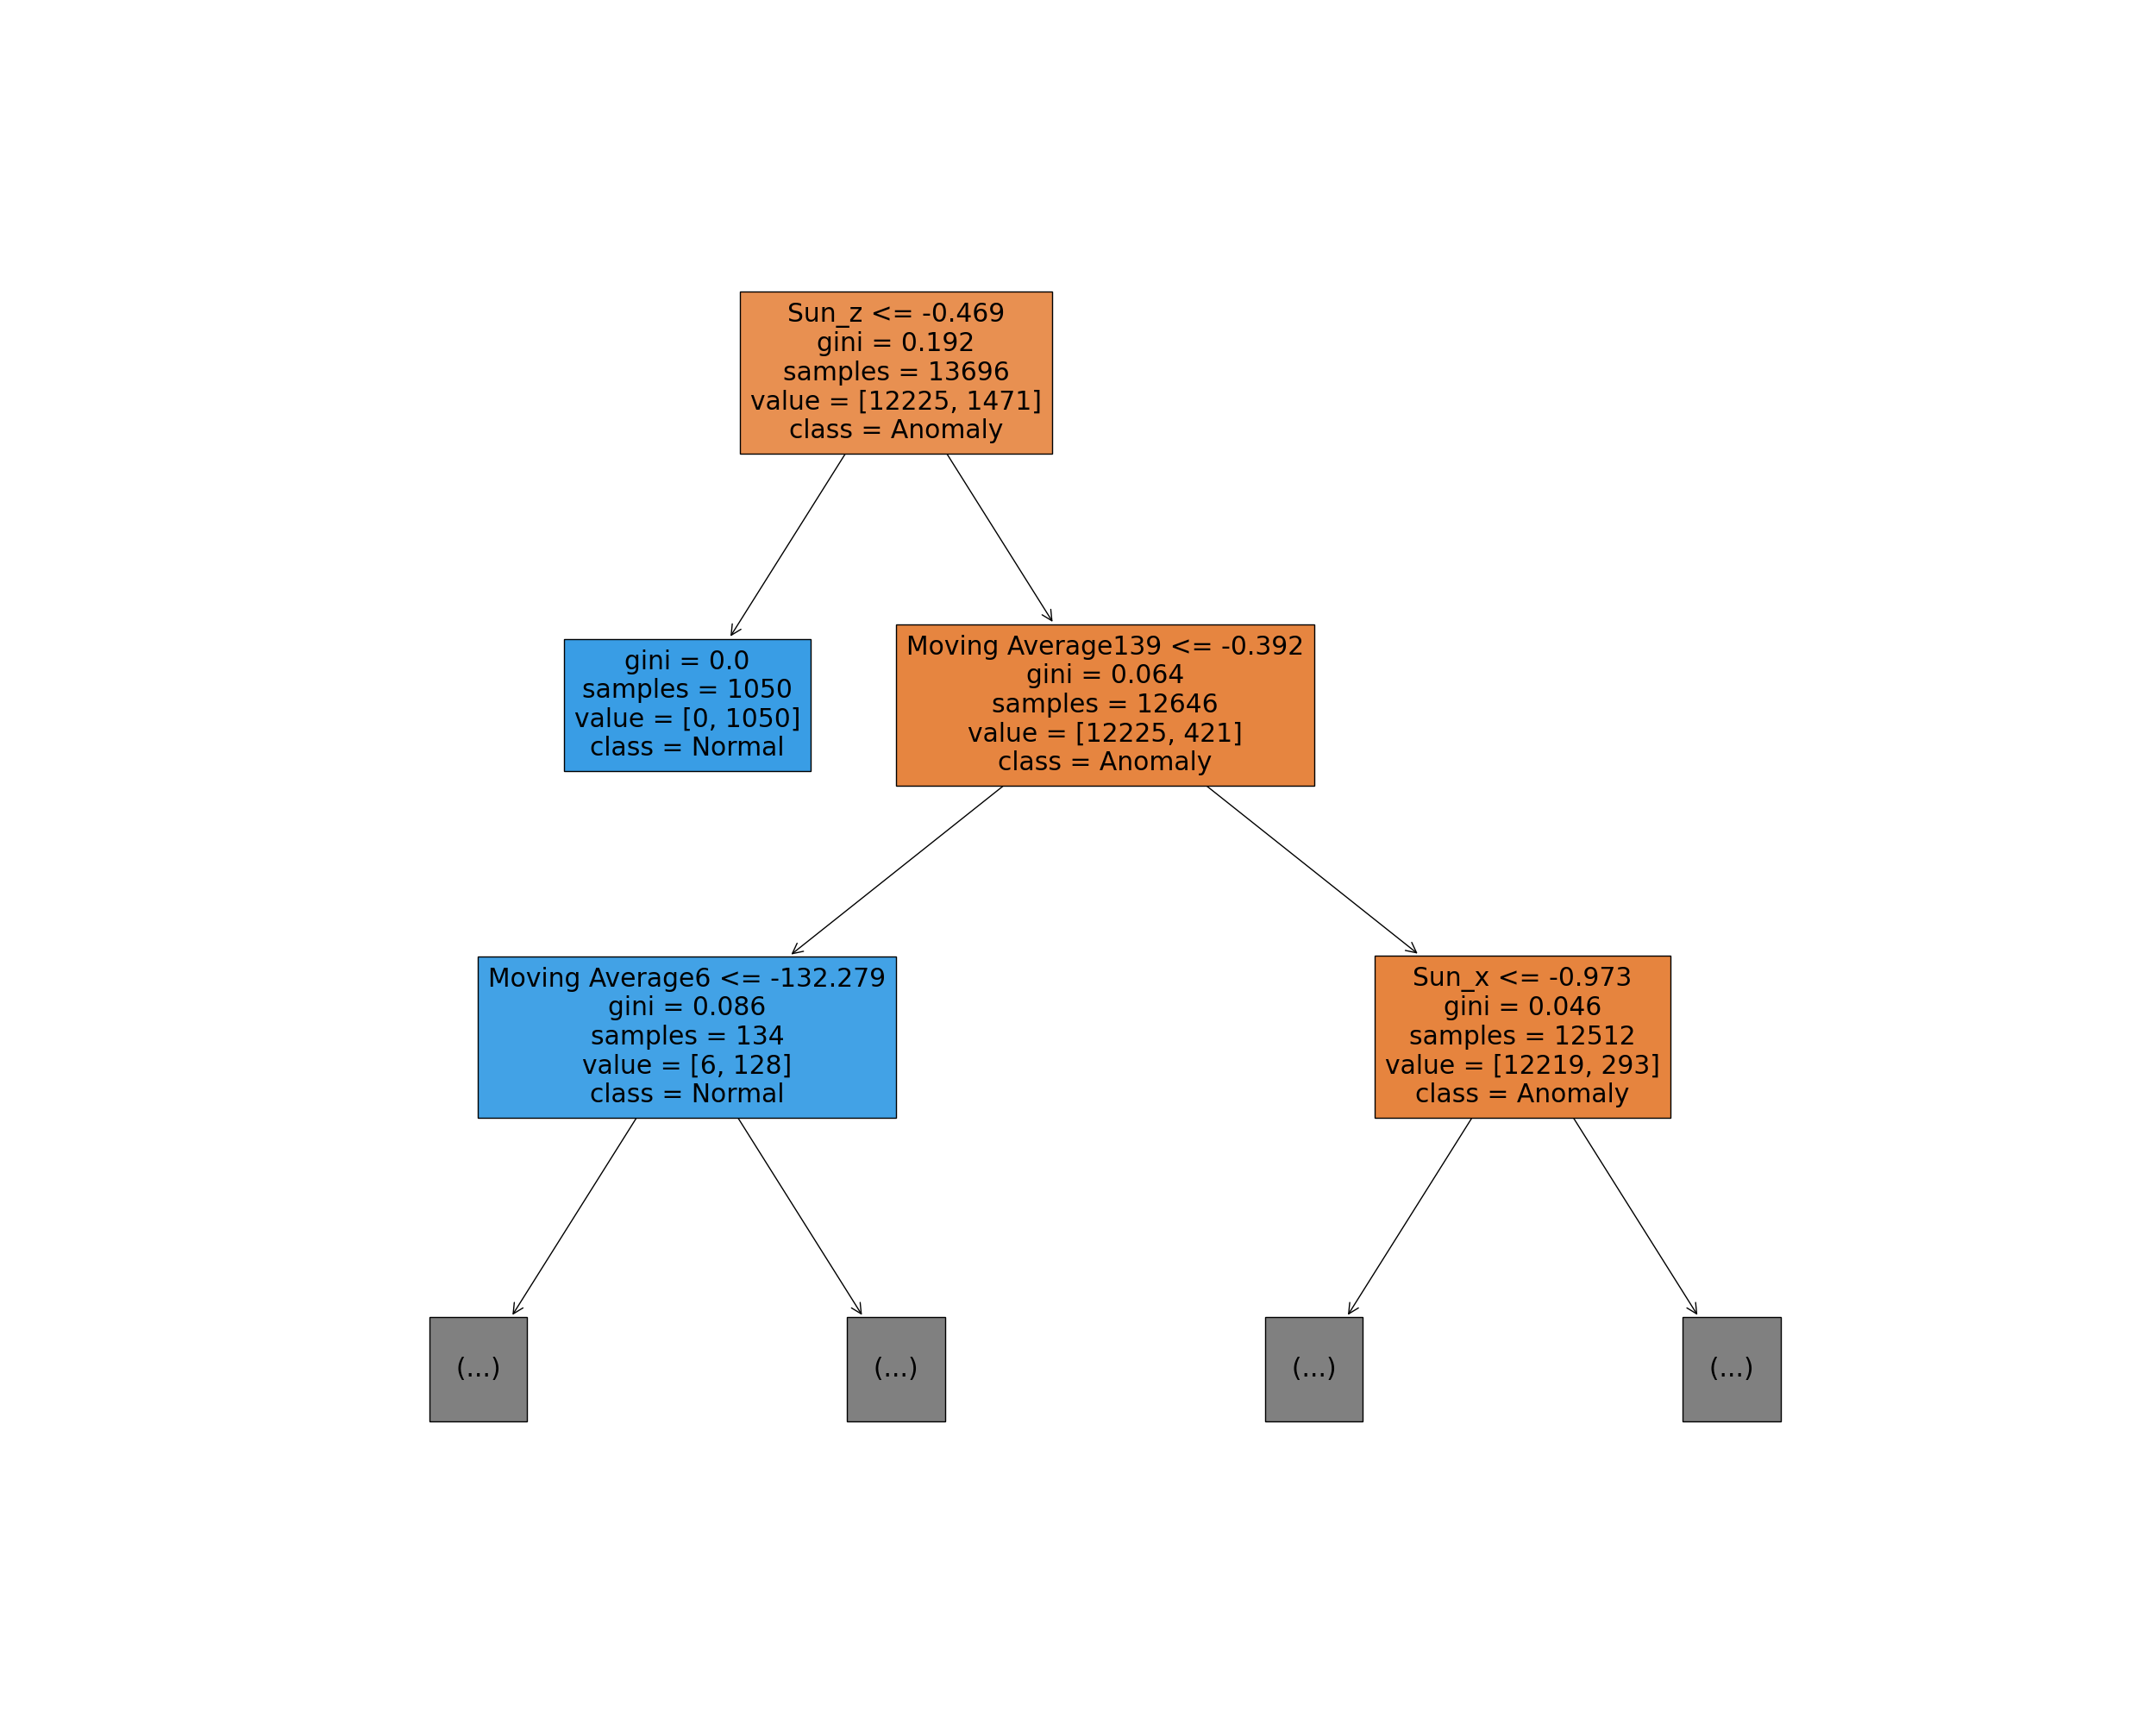 Sun_z <= -0.469
gini = 0.192
samples = 13696
value = [12225, 1471]
class = Anomaly
gini = 0.0
samples = 1050
value = [0, 1050]
class = Normal
Moving Average139 <= -0.392
gini = 0.064
samples = 12646
value = [12225, 421]
class = Anomaly
Moving Average6 <= -132.279
gini = 0.086
samples = 134
value = [6, 128]
class = Normal
Sun_x <= -0.973
gini = 0.046
samples = 12512
value = [12219, 293]
class = Anomaly
(...)
(...)
(...)
(...)